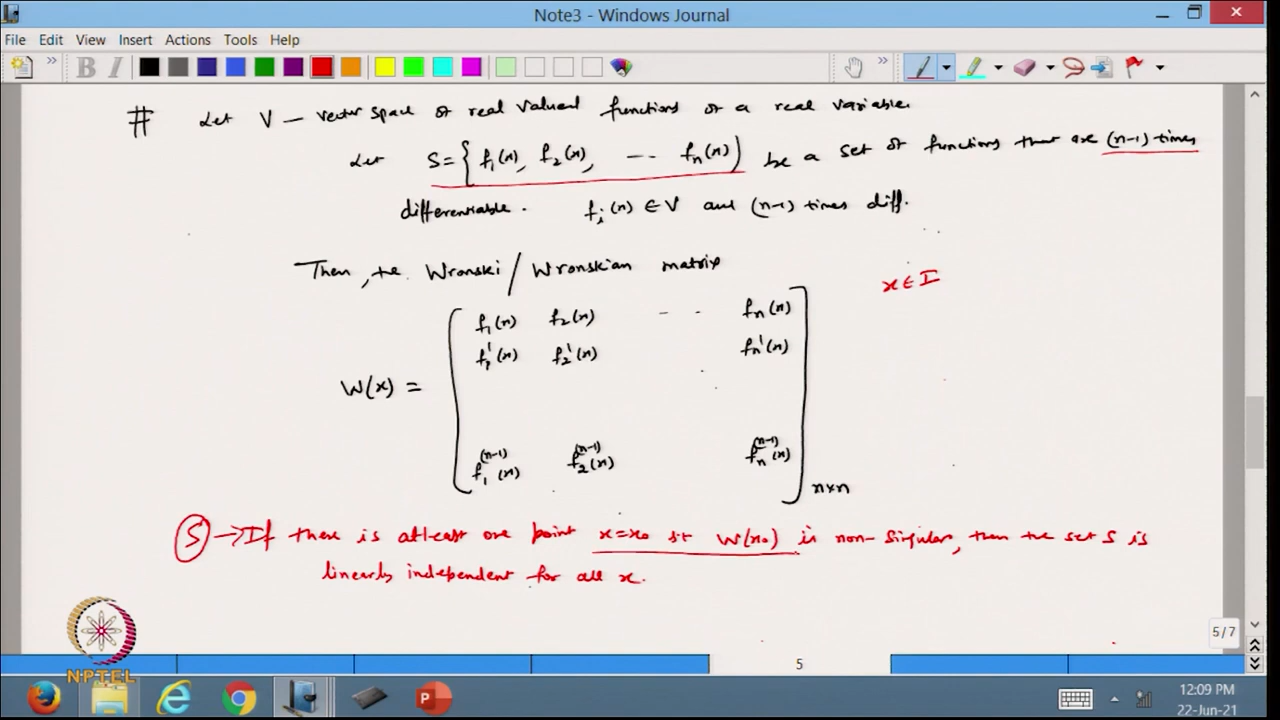 Note3 - Windows Journal
File Edit View Insert Actions Tools Help
# Let V — vector space of real valued functions of a real variable.
Let S = { f₁(x), f₂(x), -- fₙ(x) } be a set of functions that are (n-1) times
differentiable. fᵢ(x) ∈ V and (n-1) times diff.
Then, the Wronski / Wronskian matrix
x ∈ I
f₁(x) f₂(x) - - fₙ(x)
f₁'(x) f₂'(x) fₙ'(x)
W(x) =
f₁⁽ⁿ⁻¹⁾(x) f₂⁽ⁿ⁻¹⁾(x) fₙ⁽ⁿ⁻¹⁾(x)
n×n
(S) → If there is atleast one point x=x₀ st W(x₀) is non-singular, then the set S is
linearly independent for all x.
5/7
NPTEL
5
12:09 PM
22-Jun-21